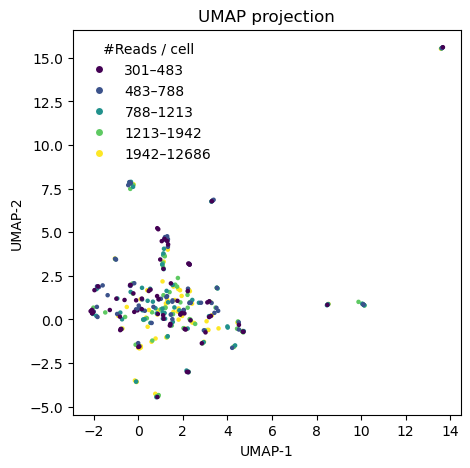 UMAP projection
#Reads / cell
301–483
483–788
788–1213
1213–1942
1942–12686
15.0
12.5
10.0
7.5
5.0
2.5
0.0
−2.5
−5.0
UMAP-2
−2 0 2 4 6 8 10 12 14
UMAP-1